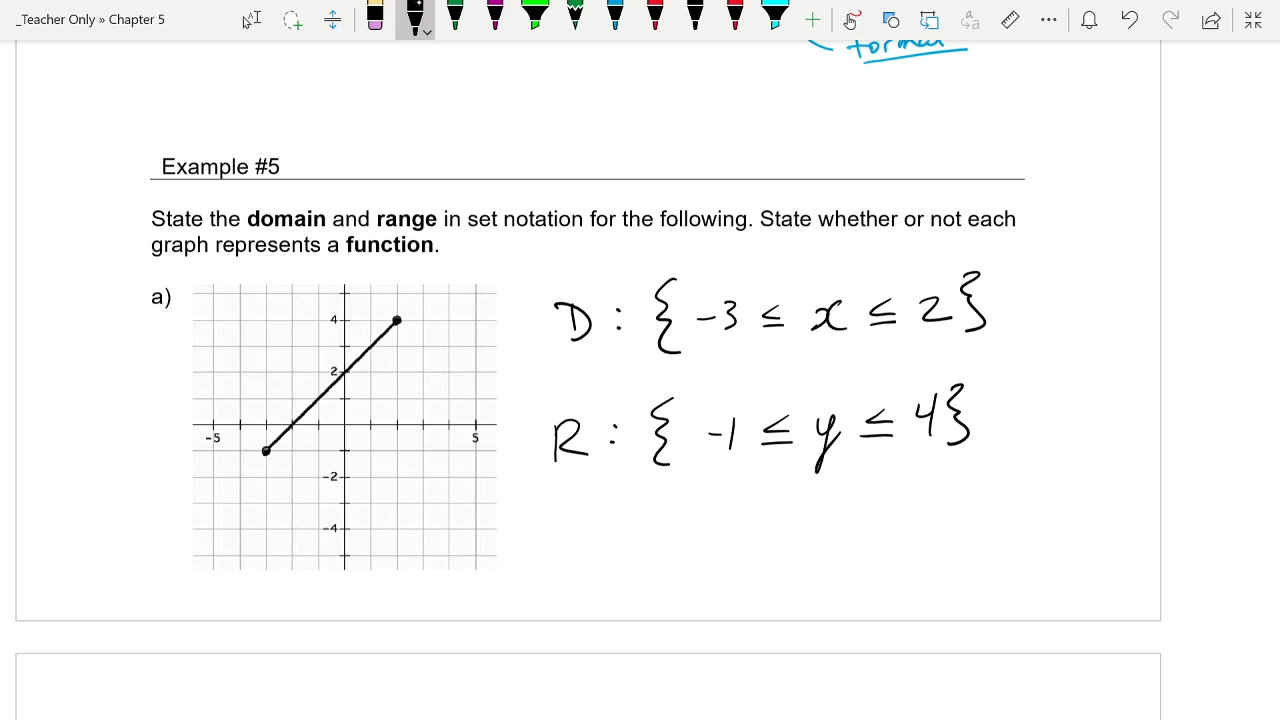 _Teacher Only » Chapter 5
formal
Example #5
State the domain and range in set notation for the following. State whether or not each
graph represents a function.
a)
4
2
-5
5
-2
-4
D : { -3 ≤ x ≤ 2 }
R : { -1 ≤ y ≤ 4 }